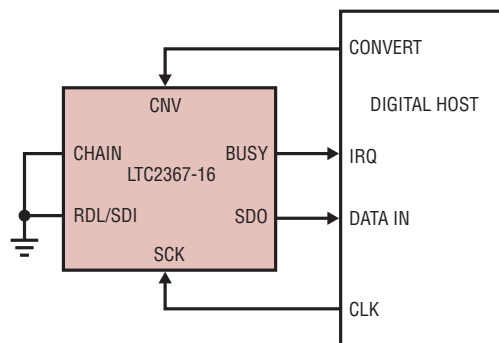 CONVERT
CNV
DIGITAL HOST
CHAIN
BUSY
IRQ
LTC2367-16
RDL/SDI
SDO
DATA IN
SCK
CLK